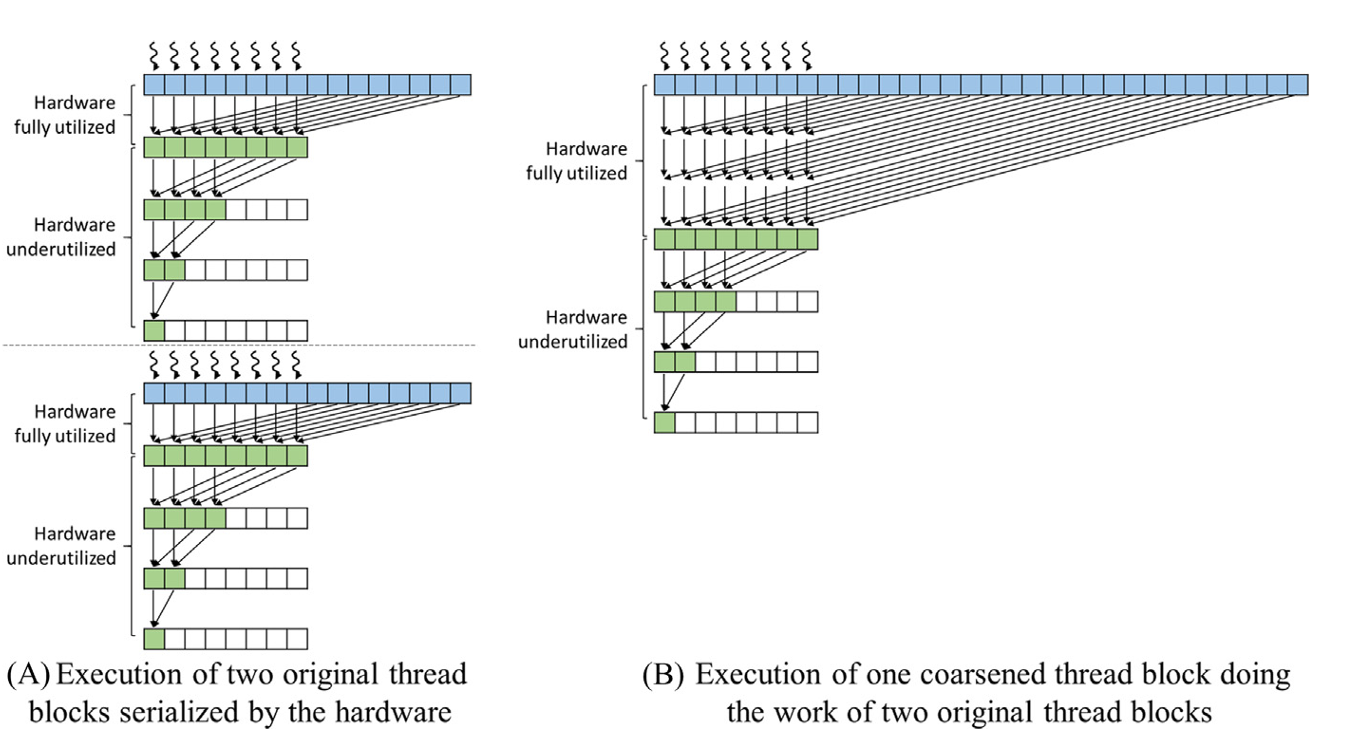 Hardware
fully utilized
Hardware
underutilized
Hardware
fully utilized
Hardware
underutilized
(A) Execution of two original thread
blocks serialized by the hardware
Hardware
fully utilized
Hardware
underutilized
(B) Execution of one coarsened thread block doing
the work of two original thread blocks